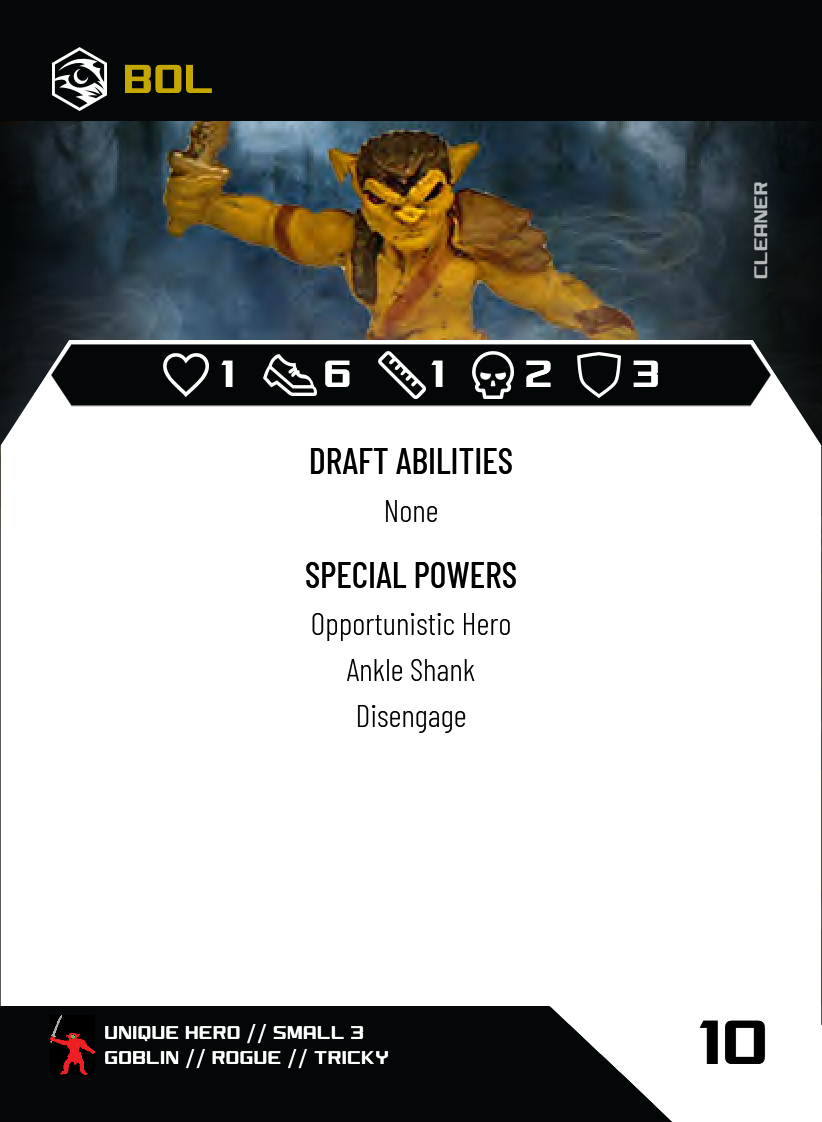 BOL
CLEANER
1 6 1 2 3
DRAFT ABILITIES
None
SPECIAL POWERS
Opportunistic Hero
Ankle Shank
Disengage
UNIQUE HERO // SMALL 3
GOBLIN // ROGUE // TRICKY
10